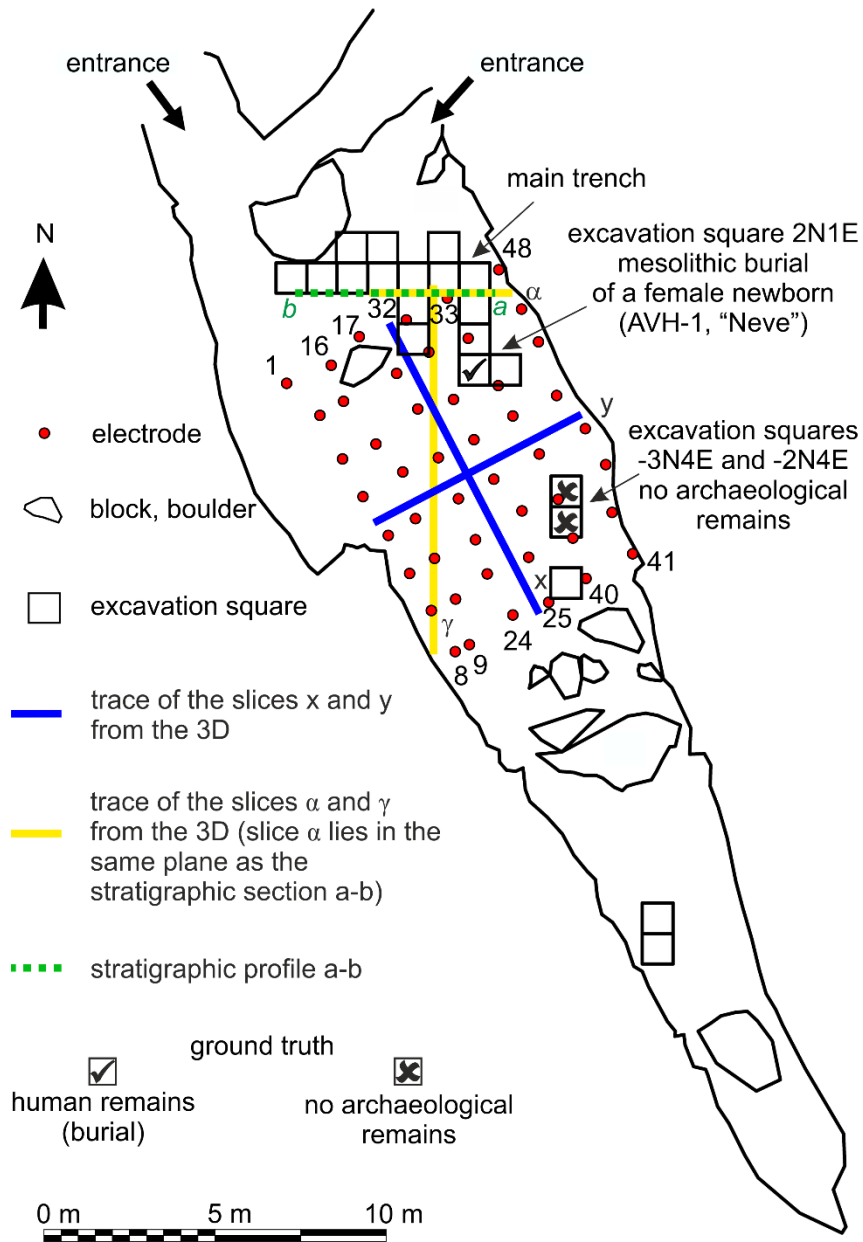 entrance
entrance
main trench
N
48
excavation square 2N1E
mesolithic burial
of a female newborn
(AVH-1, “Neve”)
α
b
32
33
a
17
16
1
y
electrode
excavation squares
-3N4E and -2N4E
no archaeological
remains
block, boulder
41
x
40
excavation square
25
γ
24
9
8
trace of the slices x and y
from the 3D
trace of the slices α and γ
from the 3D (slice α lies in the
same plane as the
stratigraphic section a-b)
stratigraphic profile a-b
ground truth
human remains
(burial)
no archaeological
remains
0 m
5 m
10 m